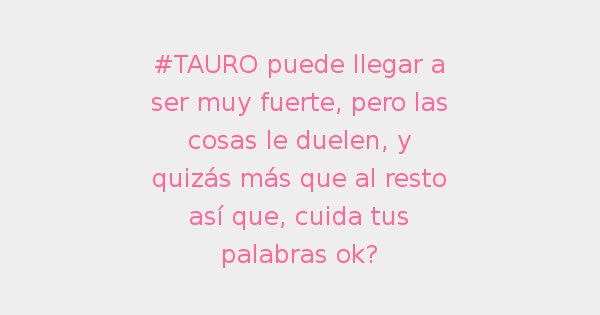 #TAURO puede llegar a
ser muy fuerte, pero las
cosas le duelen, y
quizás más que al resto
así que, cuida tus
palabras ok?